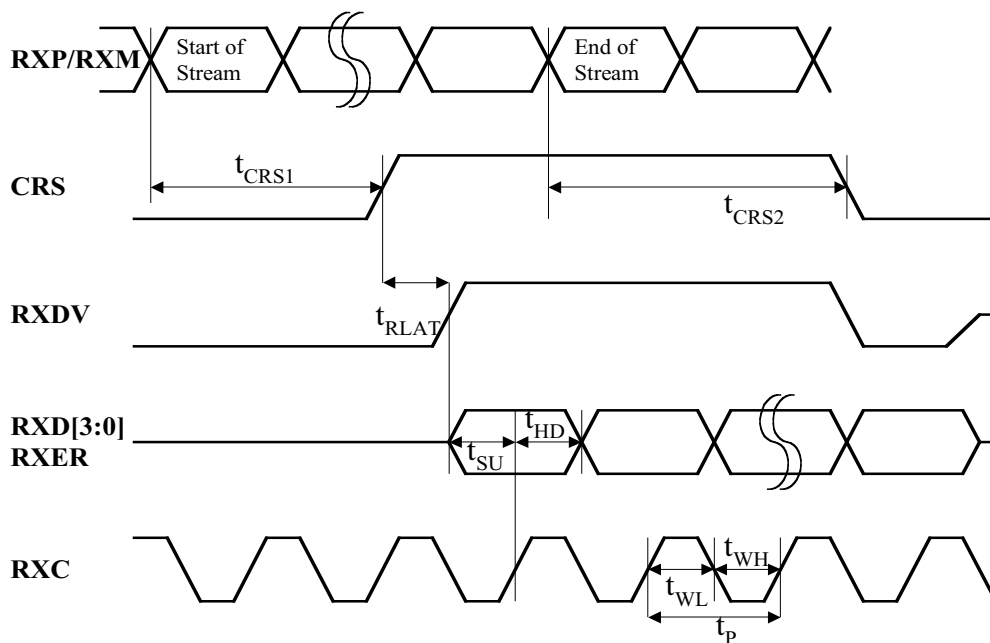 RXP/RXM
Start of
Stream
End of
Stream
CRS
tCRS1
tCRS2
RXDV
tRLAT
RXD[3:0]
RXER
tSU
tHD
RXC
tWL
tWH
tP